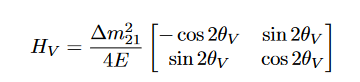 $$H_V = \frac{\Delta m_{21}^2}{4E} \begin{bmatrix} -\cos 2\theta_V & \sin 2\theta_V \\ \sin 2\theta_V & \cos 2\theta_V \end{bmatrix}$$